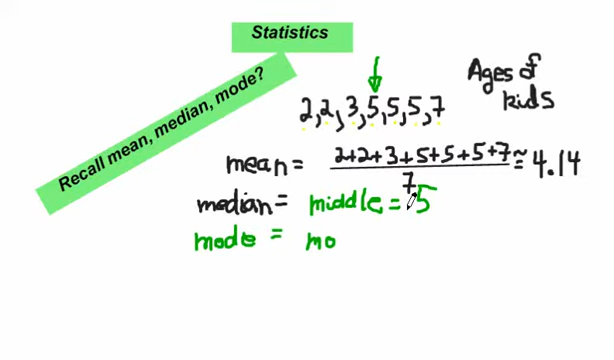 Statistics
Recall mean, median, mode?
Ages of
kids
2, 2, 3, 5, 5, 5, 7
mean = 2+2+3+5+5+5+7 / 7 ≈ 4.14
median = middle = 5
mode = mo